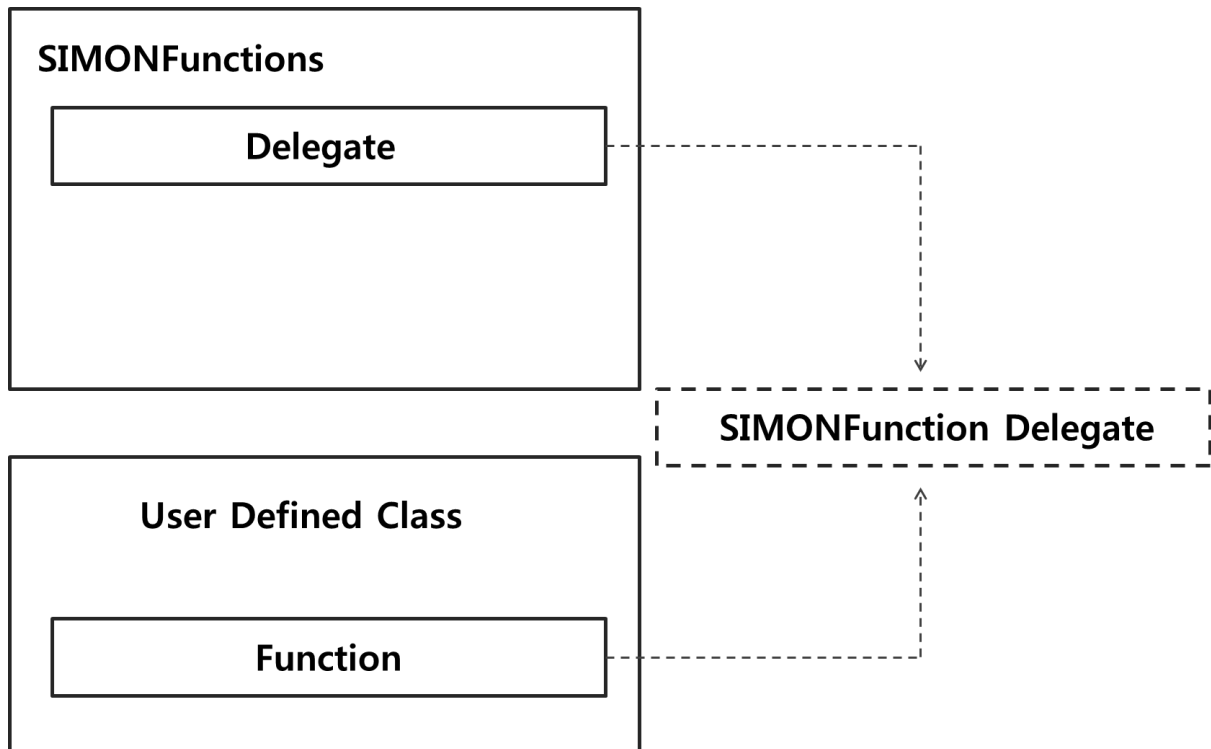 SIMONFunctions
Delegate
SIMONFunction Delegate
User Defined Class
Function